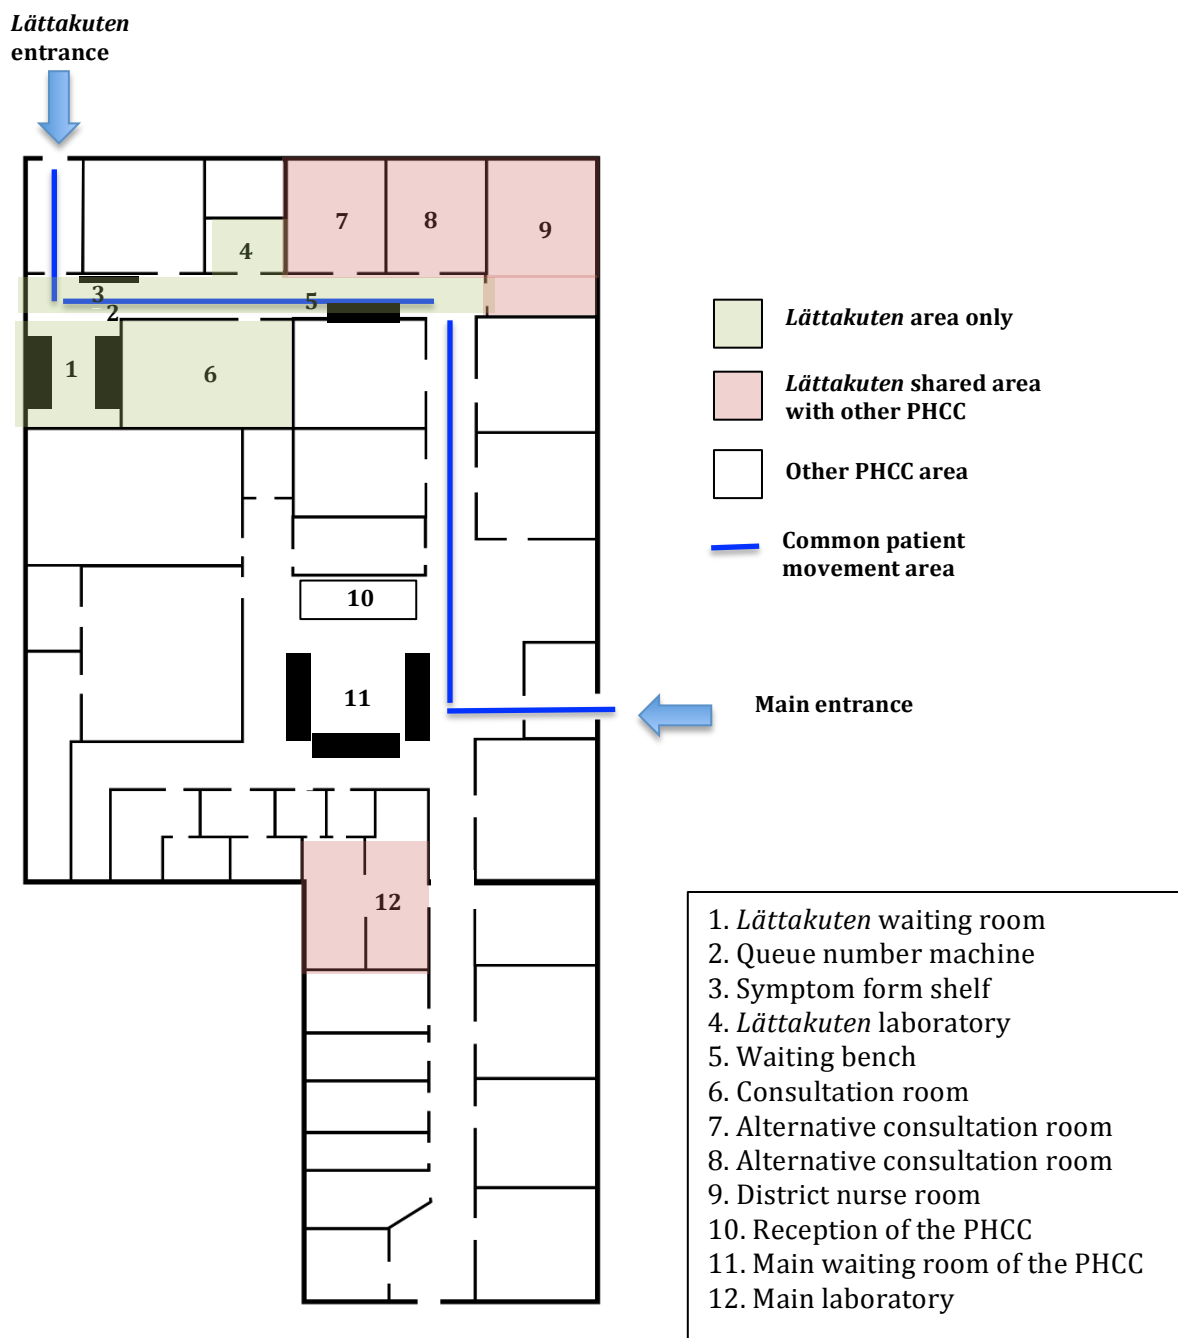 Lättakuten
entrance
7
8
9
4
3
5
2
1
6
Lättakuten area only
Lättakuten shared area
with other PHCC
Other PHCC area
Common patient
movement area
10
11
Main entrance
12
1. Lättakuten waiting room
2. Queue number machine
3. Symptom form shelf
4. Lättakuten laboratory
5. Waiting bench
6. Consultation room
7. Alternative consultation room
8. Alternative consultation room
9. District nurse room
10. Reception of the PHCC
11. Main waiting room of the PHCC
12. Main laboratory